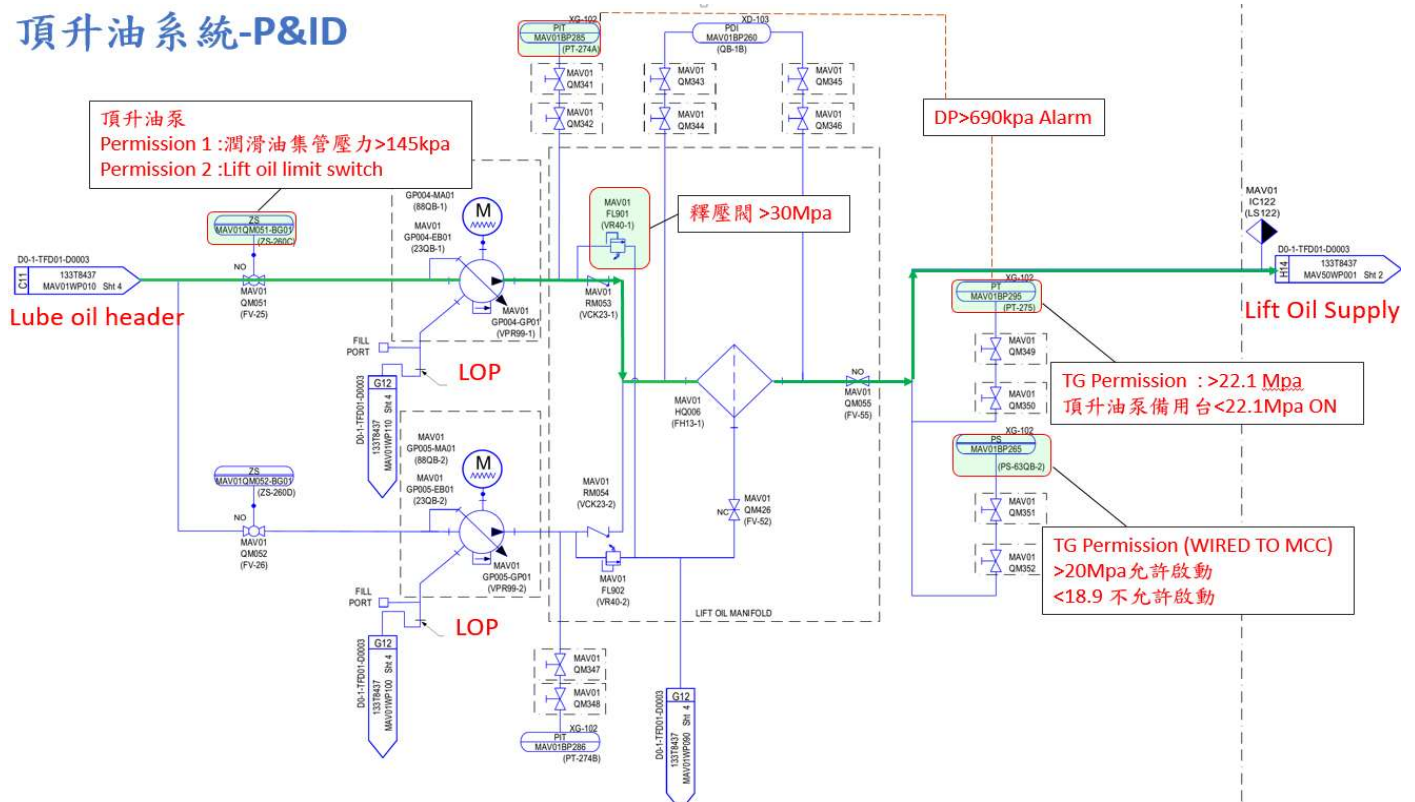 頂升油系統-P&ID
XG-102
PIT
MAV01BP285
(PT-274A)
XD-103
PDI
MAV01BP260
(QB-1B)
MAV01
QM341
MAV01
QM342
MAV01
QM343
MAV01
QM344
MAV01
QM345
MAV01
QM346
DP>690kpa Alarm
頂升油泵
Permission 1 :潤滑油集管壓力>145kpa
Permission 2 :Lift oil limit switch
GP004-MA01
(88QB-1)
M
MAV01
GP004-EB01
(23QB-1)
MAV01
FL901
(VR40-1)
釋壓閥 >30Mpa
MAV01
IC122
(LS122)
ZS
MAV01QM051-BG01
(ZS-260C)
D0-1-TFD01-D0003
C11
133T8437
MAV01WP010 Sht 4
NO
MAV01
QM051
(FV-25)
Lube oil header
MAV01
GP004-GP01
(VPR99-1)
MAV01
RM053
(VCK23-1)
D0-1-TFD01-D0003
H14
133T8437
MAV50WP001 Sht 2
Lift Oil Supply
XG-102
PT
MAV01BP295
(PT-275)
MAV01
QM349
MAV01
QM350
TG Permission : >22.1 Mpa
頂升油泵備用台<22.1Mpa ON
FILL
PORT
LOP
G12
D0-1-TFD01-D0003
133T8437
MAV01WP110 Sht 4
MAV01
HQ006
(FH13-1)
NO
MAV01
QM055
(FV-55)
XG-102
PS
MAV01BP265
(PS-63QB-2)
MAV01
QM351
MAV01
QM352
TG Permission (WIRED TO MCC)
>20Mpa允許啟動
<18.9 不允許啟動
MAV01
GP005-MA01
(88QB-2)
M
MAV01
GP005-EB01
(23QB-2)
ZS
MAV01QM052-BG01
(ZS-260D)
NO
MAV01
QM052
(FV-26)
MAV01
RM054
(VCK23-2)
NC
MAV01
QM426
(FV-52)
MAV01
GP005-GP01
(VPR99-2)
MAV01
FL902
(VR40-2)
LIFT OIL MANIFOLD
FILL
PORT
LOP
G12
D0-1-TFD01-D0003
133T8437
MAV01WP100 Sht 4
MAV01
QM347
MAV01
QM348
XG-102
PIT
MAV01BP286
(PT-274B)
G12
D0-1-TFD01-D0003
133T8437
MAV01WP090 Sht 4